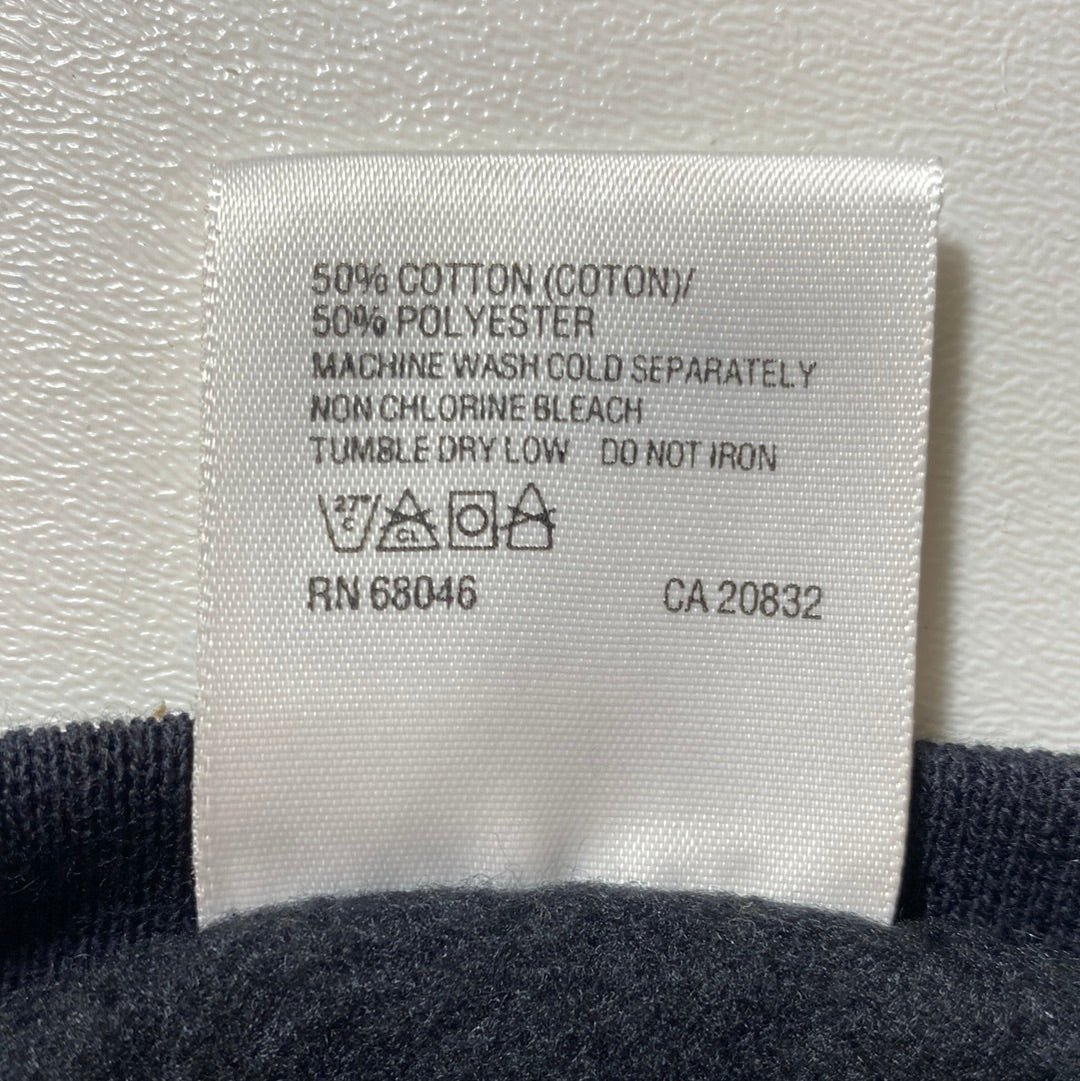 50% COTTON (COTON)/
50% POLYESTER
MACHINE WASH COLD SEPARATELY
NON CHLORINE BLEACH
TUMBLE DRY LOW DO NOT IRON
27°
C
CL
RN 68046 CA 20832